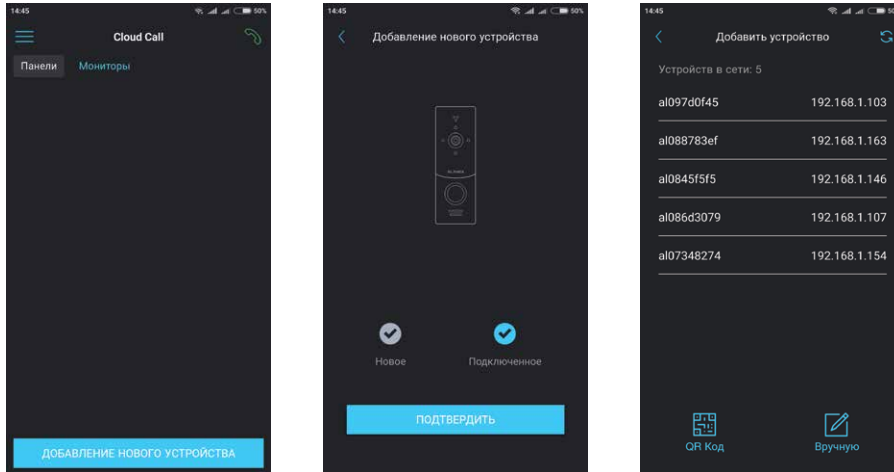 14:45
50%
Cloud Call
Панели
Мониторы
ДОБАВЛЕНИЕ НОВОГО УСТРОЙСТВА
14:45
50%
Добавление нового устройства
Новое
Подключенное
ПОДТВЕРДИТЬ
14:45
Добавить устройство
Устройств в сети: 5
al097d0f45 192.168.1.103
al088783ef 192.168.1.163
al0845f5f5 192.168.1.146
al086d3079 192.168.1.107
al07348274 192.168.1.154
QR Код
Вручную